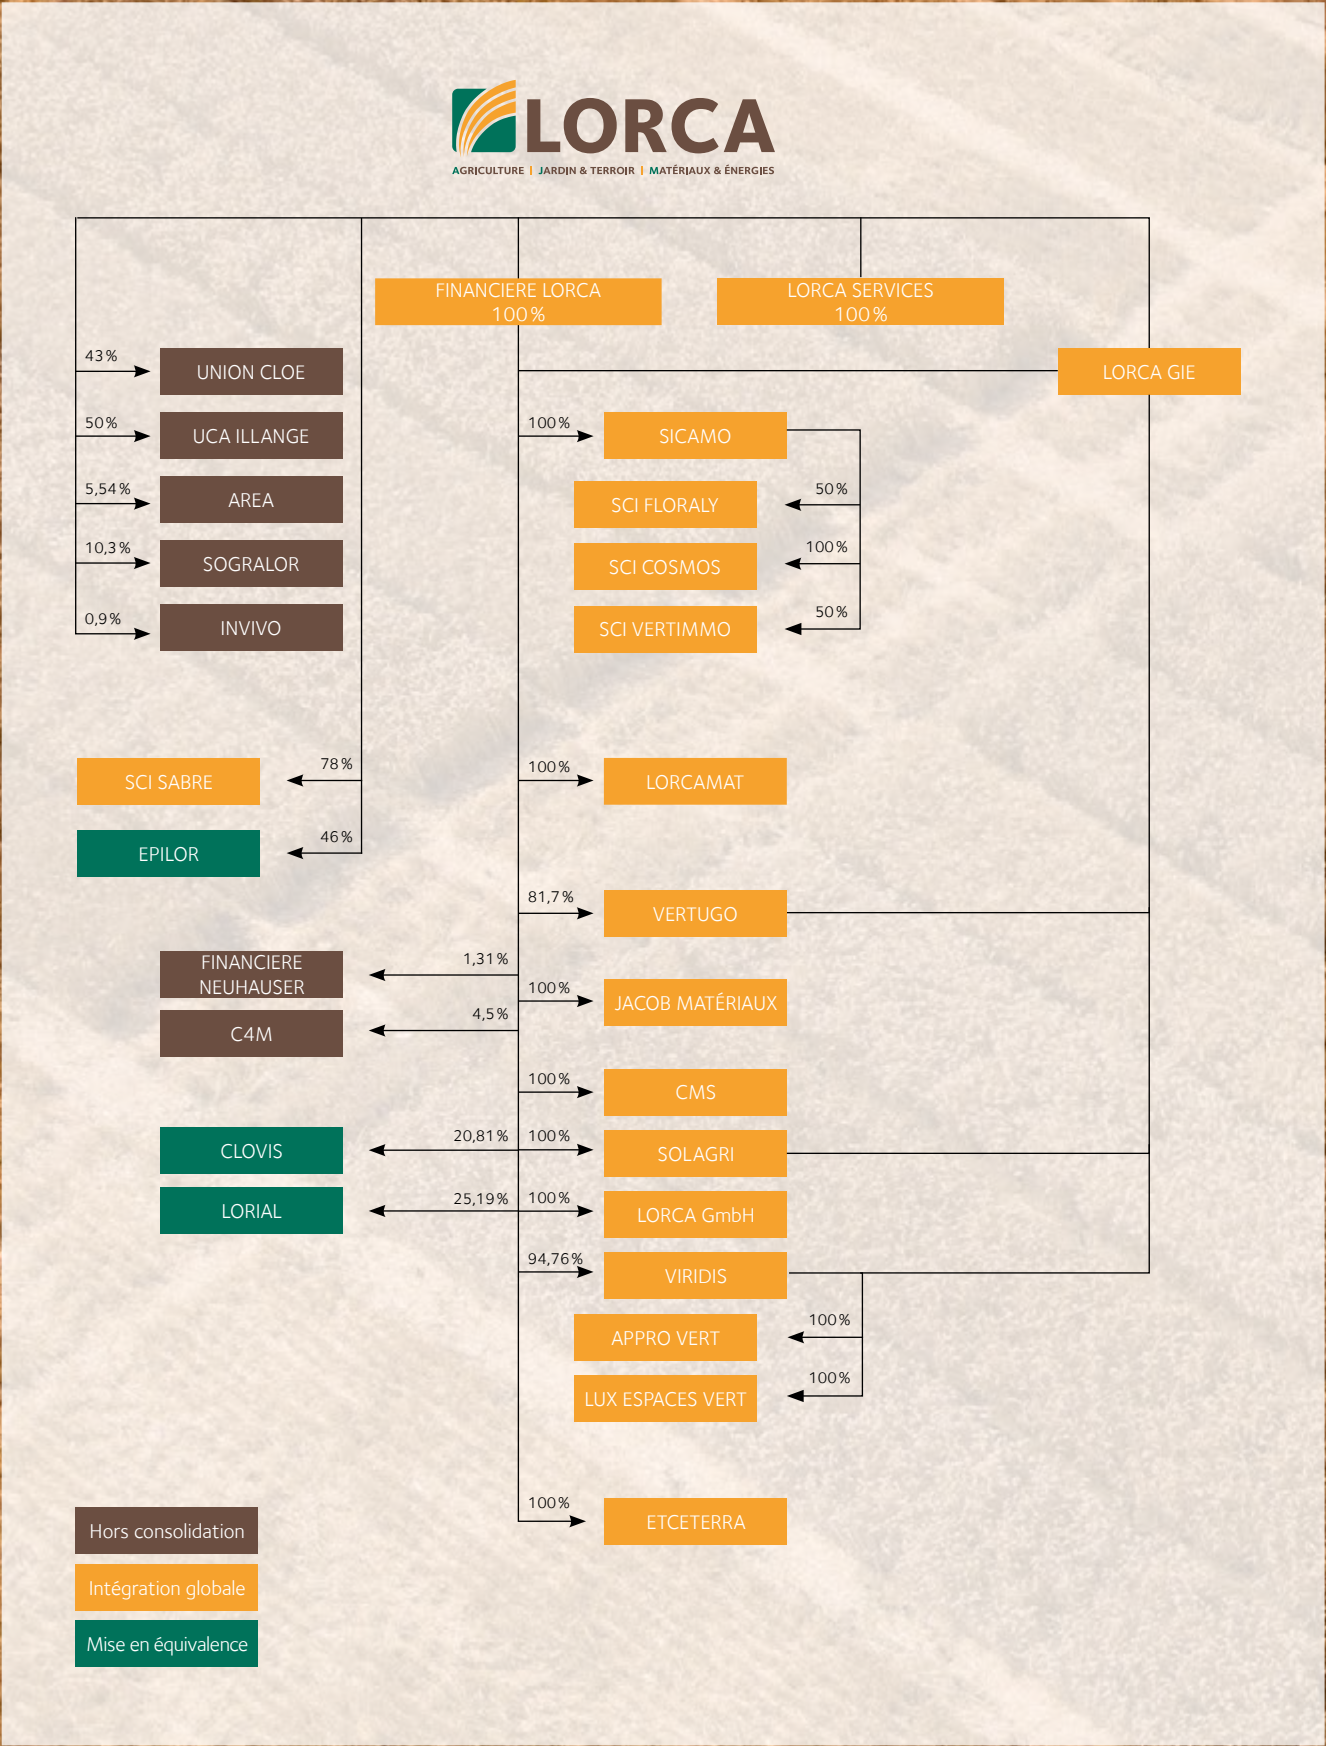 LORCA
AGRICULTURE | JARDIN & TERROIR | MATÉRIAUX & ÉNERGIES
FINANCIERE LORCA
100%
LORCA SERVICES
100%
LORCA GIE
43%
UNION CLOE
50%
UCA ILLANGE
5,54%
AREA
10,3%
SOGRALOR
0,9%
INVIVO
100%
SICAMO
50%
SCI FLORALY
100%
SCI COSMOS
50%
SCI VERTIMMO
78%
SCI SABRE
46%
EPILOR
100%
LORCAMAT
81,7%
VERTUGO
1,31%
FINANCIERE
NEUHAUSER
100%
JACOB MATÉRIAUX
4,5%
C4M
100%
CMS
20,81%
CLOVIS
100%
SOLAGRI
25,19%
LORIAL
100%
LORCA GmbH
94,76%
VIRIDIS
100%
APPRO VERT
100%
LUX ESPACES VERT
100%
ETCETERRA
Hors consolidation
Intégration globale
Mise en équivalence